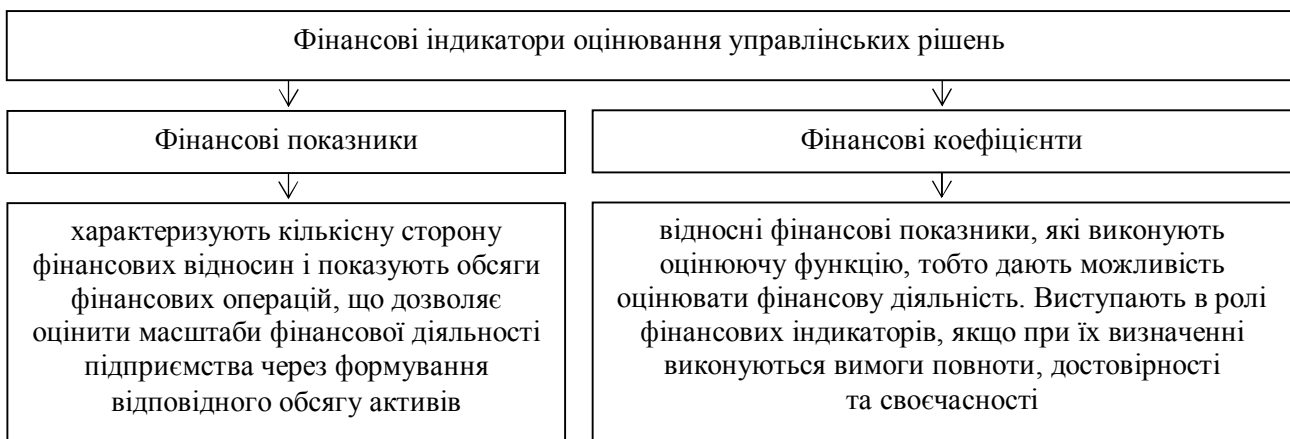 Фінансові індикатори оцінювання управлінських рішень
Фінансові показники
Фінансові коефіцієнти
характеризують кількісну сторону
фінансових відносин і показують обсяги
фінансових операцій, що дозволяє
оцінити масштаби фінансової діяльності
підприємства через формування
відповідного обсягу активів
відносні фінансові показники, які виконують
оцінюючу функцію, тобто дають можливість
оцінювати фінансову діяльність. Виступають в ролі
фінансових індикаторів, якщо при їх визначенні
виконуються вимоги повноти, достовірності
та своєчасності